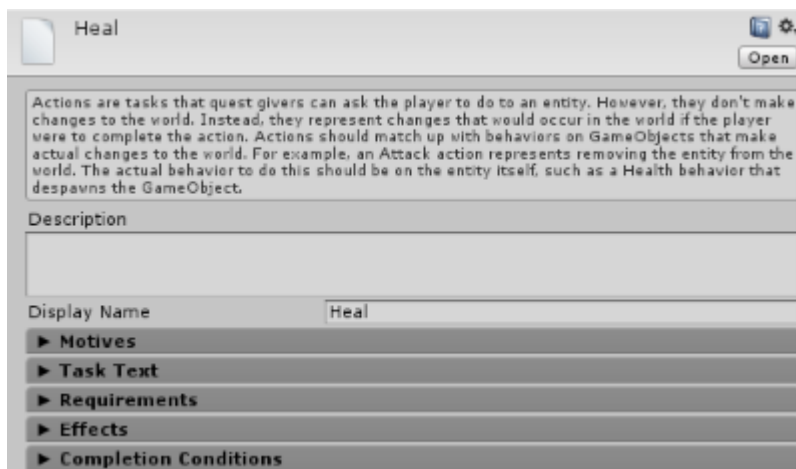 Heal
Open
Actions are tasks that quest givers can ask the player to do to an entity. However, they don't make
changes to the world. Instead, they represent changes that would occur in the world if the player
were to complete the action. Actions should match up with behaviors on GameObjects that make
actual changes to the world. For example, an Attack action represents removing the entity from the
world. The actual behavior to do this should be on the entity itself, such as a Health behavior that
despawns the GameObject.
Description
Display Name Heal
Motives
Task Text
Requirements
Effects
Completion Conditions